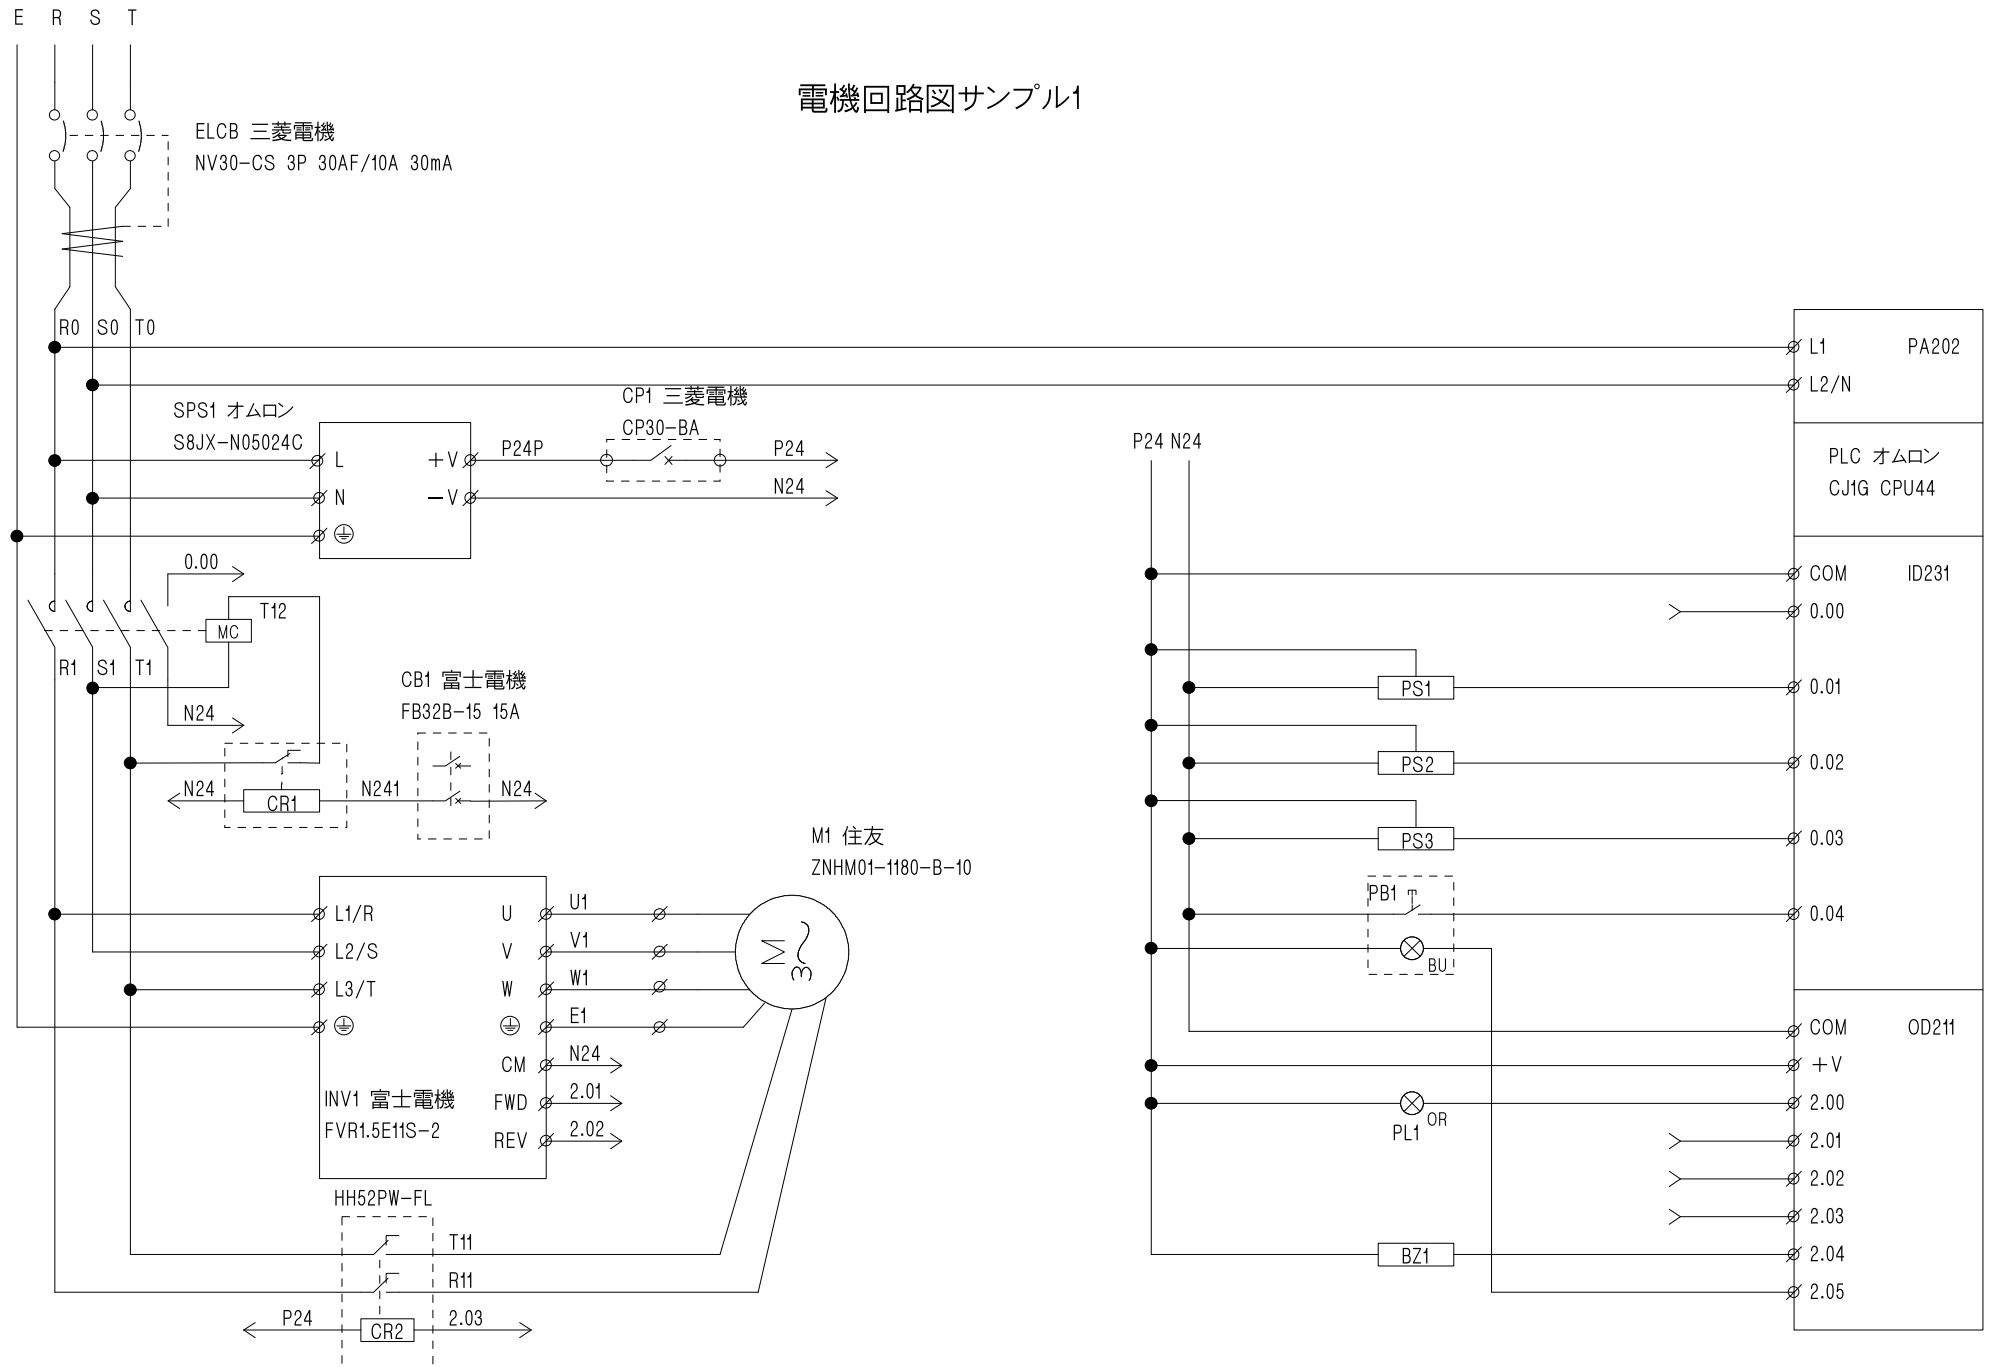 E R S T
電機回路図サンプル1
ELCB 三菱電機
NV30-CS 3P 30AF/10A 30mA
R0 S0 T0
L1 PA202
L2/N
SPS1 オムロン
S8JX-N05024C
CP1 三菱電機
CP30-BA
L +V P24P P24
N -V N24
P24 N24
PLC オムロン
CJ1G CPU44
0.00
T12
MC
R1 S1 T1
N24
CB1 富士電機
FB32B-15 15A
N24 CR1 N241 N24
COM ID231
0.00
PS1 0.01
PS2 0.02
PS3 0.03
PB1 0.04
BU
M1 住友
ZNHM01-1180-B-10
M
3
L1/R U U1
L2/S V V1
L3/T W W1
E1
CM N24
INV1 富士電機
FVR1.5E11S-2
FWD 2.01
REV 2.02
COM OD211
+V
2.00
PL1 OR
2.01
2.02
2.03
BZ1 2.04
2.05
HH52PW-FL
T11
R11
P24 CR2 2.03